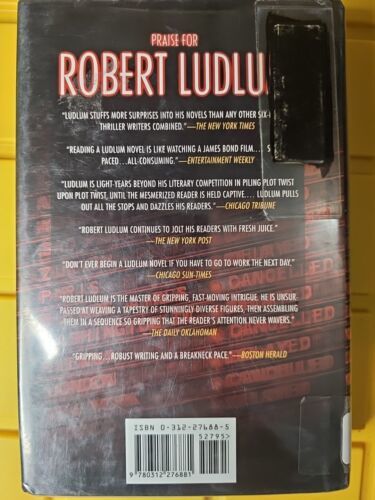 PRAISE FOR
ROBERT LUDLUM
"LUDLUM STUFFS MORE SURPRISES INTO HIS NOVELS THAN ANY OTHER SIX-
THRILLER WRITERS COMBINED." —THE NEW YORK TIMES
"READING A LUDLUM NOVEL IS LIKE WATCHING A JAMES BOND FILM.... S
PACED...ALL-CONSUMING." —ENTERTAINMENT WEEKLY
"LUDLUM IS LIGHT-YEARS BEYOND HIS LITERARY COMPETITION IN PILING PLOT TWIST
UPON PLOT TWIST, UNTIL THE MESMERIZED READER IS HELD CAPTIVE.... LUDLUM PULLS
OUT ALL THE STOPS AND DAZZLES HIS READERS." —CHICAGO TRIBUNE
"ROBERT LUDLUM CONTINUES TO JOLT HIS READERS WITH FRESH JUICE."
—THE NEW YORK POST
"DON'T EVER BEGIN A LUDLUM NOVEL IF YOU HAVE TO GO TO WORK THE NEXT DAY."
—CHICAGO SUN-TIMES
"ROBERT LUDLUM IS THE MASTER OF GRIPPING, FAST-MOVING INTRIGUE. HE IS UNSUR-
PASSED AT WEAVING A TAPESTRY OF STUNNINGLY DIVERSE FIGURES, THEN ASSEMBLING
THEM IN A SEQUENCE SO GRIPPING THAT THE READER'S ATTENTION NEVER WAVERS."
—THE DAILY OKLAHOMAN
"GRIPPING...ROBUST WRITING AND A BREAKNECK PACE." —BOSTON HERALD
ISBN 0-312-27688-5
52795>
9 780312 276881